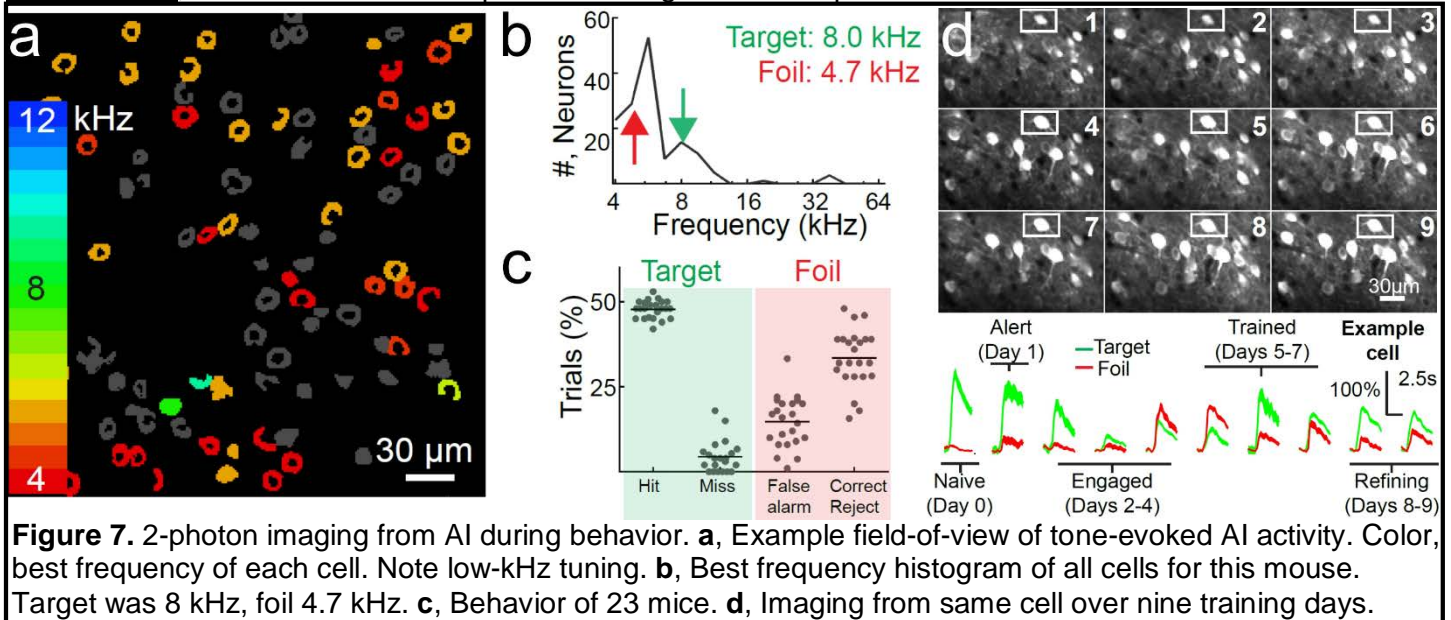 a
12 kHz
8
4
30 µm
b
60
40
20
#, Neurons
Target: 8.0 kHz
Foil: 4.7 kHz
4 8 16 32 64
Frequency (kHz)
c
Target Foil
50
25
Trials (%)
Hit Miss False alarm Correct Reject
d
1 2 3
4 5 6
7 8 9
30µm
Alert
(Day 1)
Target
Foil
Trained
(Days 5-7)
Example
cell
100% 2.5s
Naive
(Day 0)
Engaged
(Days 2-4)
Refining
(Days 8-9)
Figure 7. 2-photon imaging from AI during behavior. a, Example field-of-view of tone-evoked AI activity. Color,
best frequency of each cell. Note low-kHz tuning. b, Best frequency histogram of all cells for this mouse.
Target was 8 kHz, foil 4.7 kHz. c, Behavior of 23 mice. d, Imaging from same cell over nine training days.